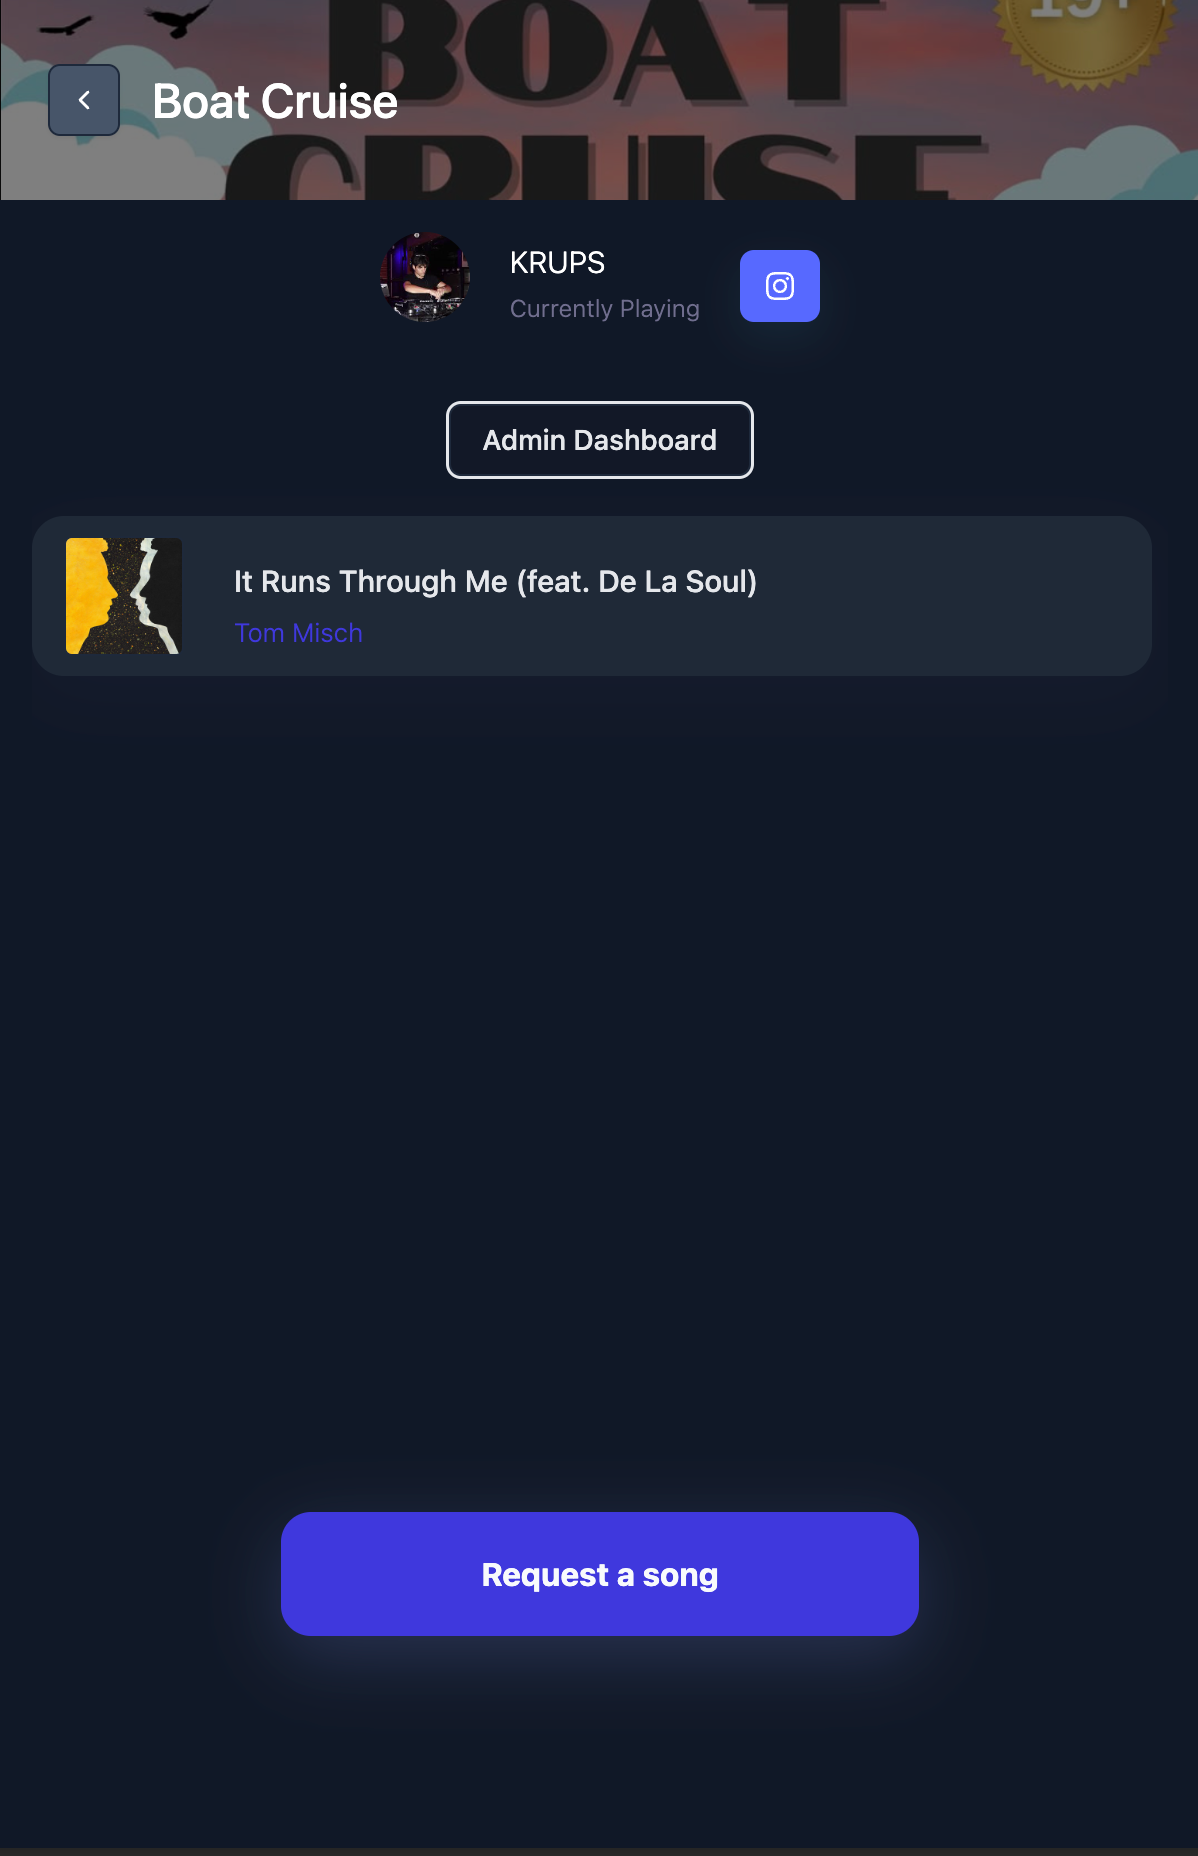 BOAT
19+
Boat Cruise
CRUISE
KRUPS
Currently Playing
Admin Dashboard
It Runs Through Me (feat. De La Soul)
Tom Misch
Request a song